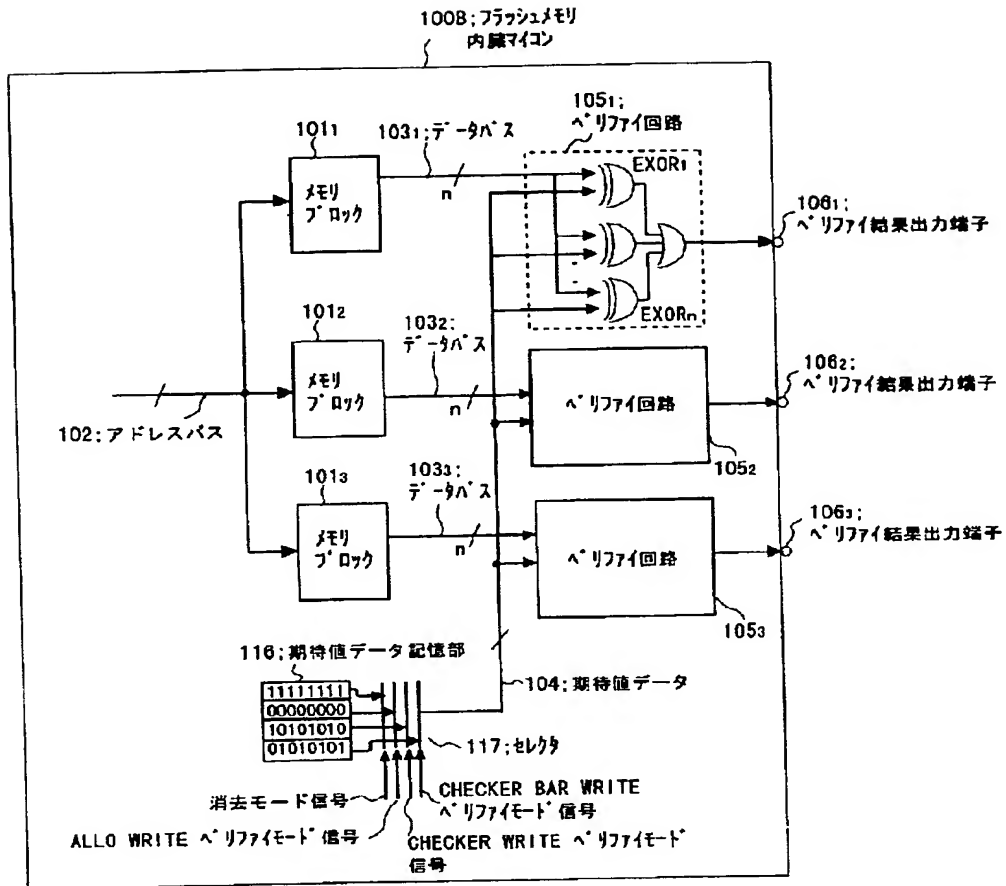 100B;フラッシュメモリ
内臓マイコン
105₁;
ベリファイ回路
101₁
103₁;データバス
メモリ
ブロック
n
EXOR₁
EXORn
106₁;
ベリファイ結果出力端子
101₂
103₂;
データバス
メモリ
ブロック
n
ベリファイ回路
105₂
106₂;
ベリファイ結果出力端子
102;アドレスバス
101₃
103₃;
データバス
メモリ
ブロック
n
ベリファイ回路
105₃
106₃;
ベリファイ結果出力端子
116;期待値データ記憶部
11111111
00000000
10101010
01010101
104;期待値データ
117;セレクタ
消去モード信号
CHECKER BAR WRITE
ベリファイモード信号
ALL0 WRITE ベリファイモード信号
CHECKER WRITE ベリファイモード
信号